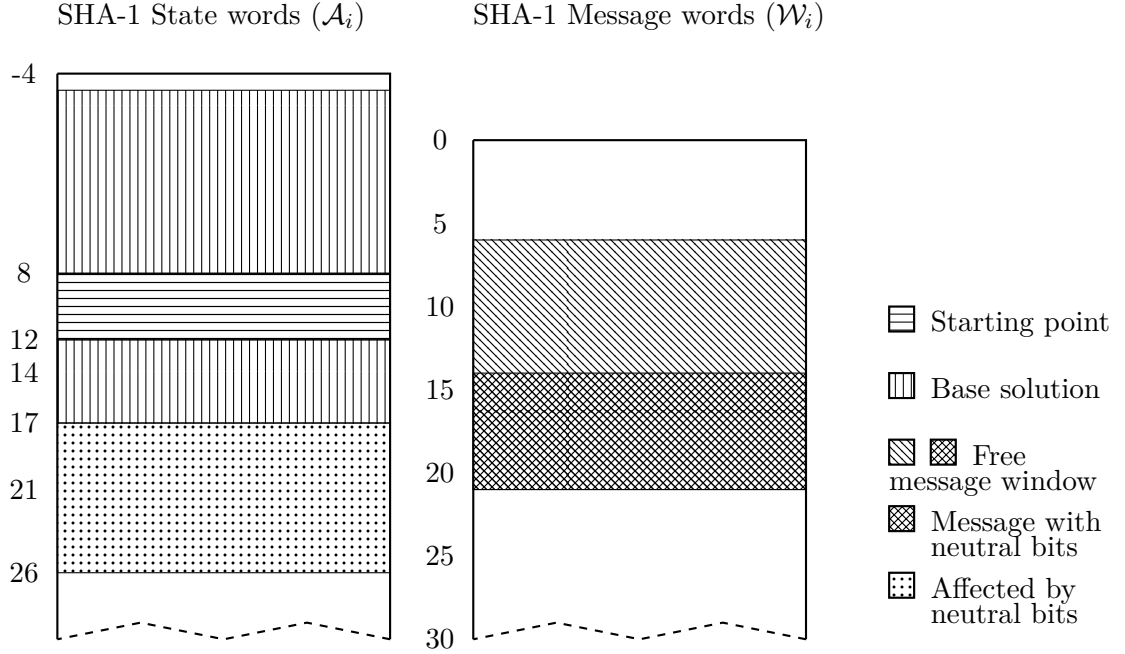 SHA-1 State words (𝒜ᵢ)
SHA-1 Message words (𝒲ᵢ)
-4
8
12
14
17
21
26
0
5
10
15
20
25
30
Starting point
Base solution
Free
message window
Message with
neutral bits
Affected by
neutral bits